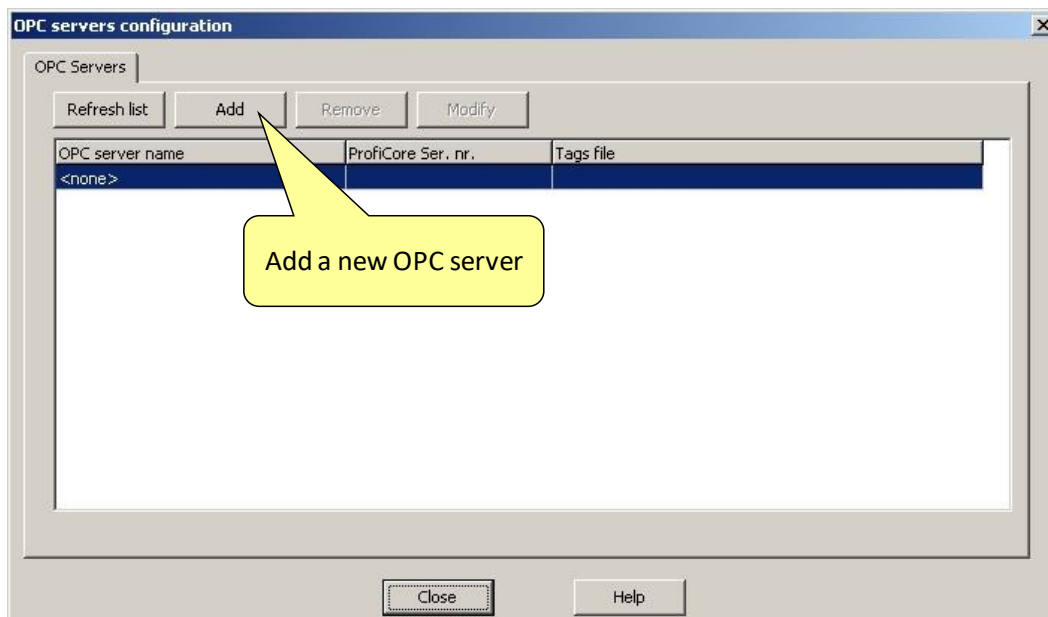 OPC servers configuration
OPC Servers
Refresh list Add Remove Modify
OPC server name ProfiCore Ser. nr. Tags file
<none>
Add a new OPC server
Close Help